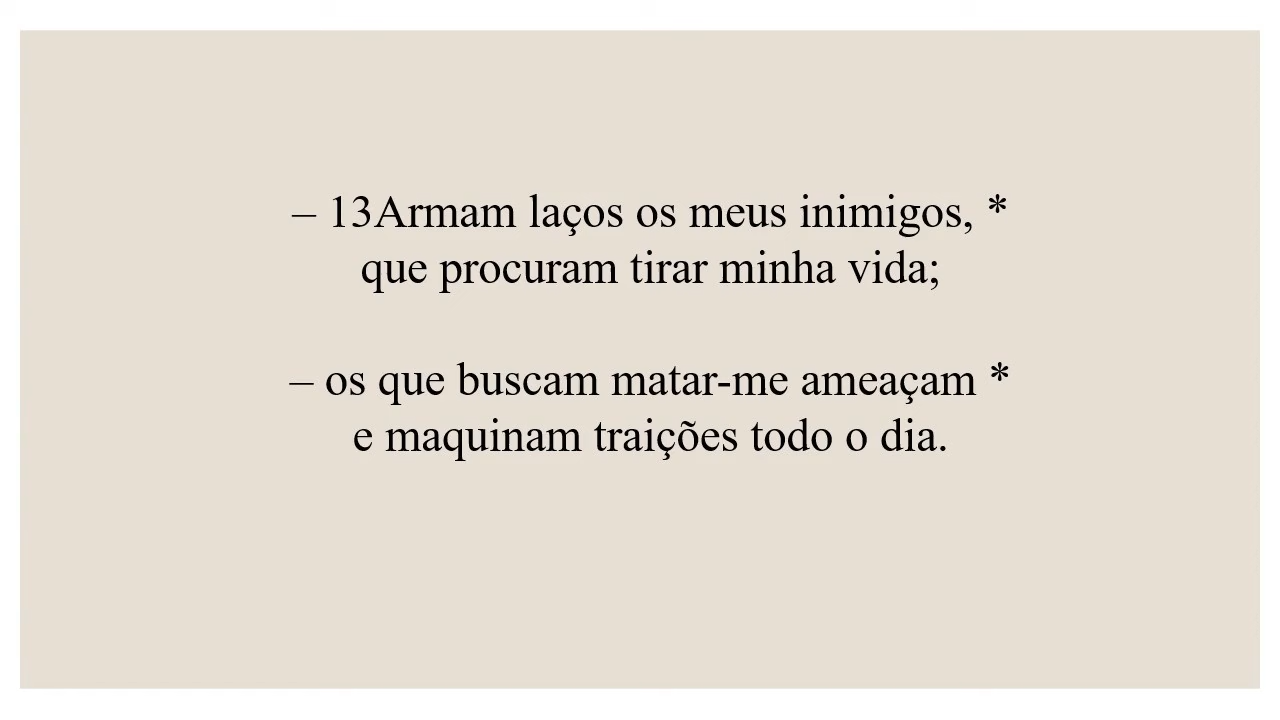 – 13Armam laços os meus inimigos, *
que procuram tirar minha vida;
– os que buscam matar-me ameaçam *
e maquinam traições todo o dia.